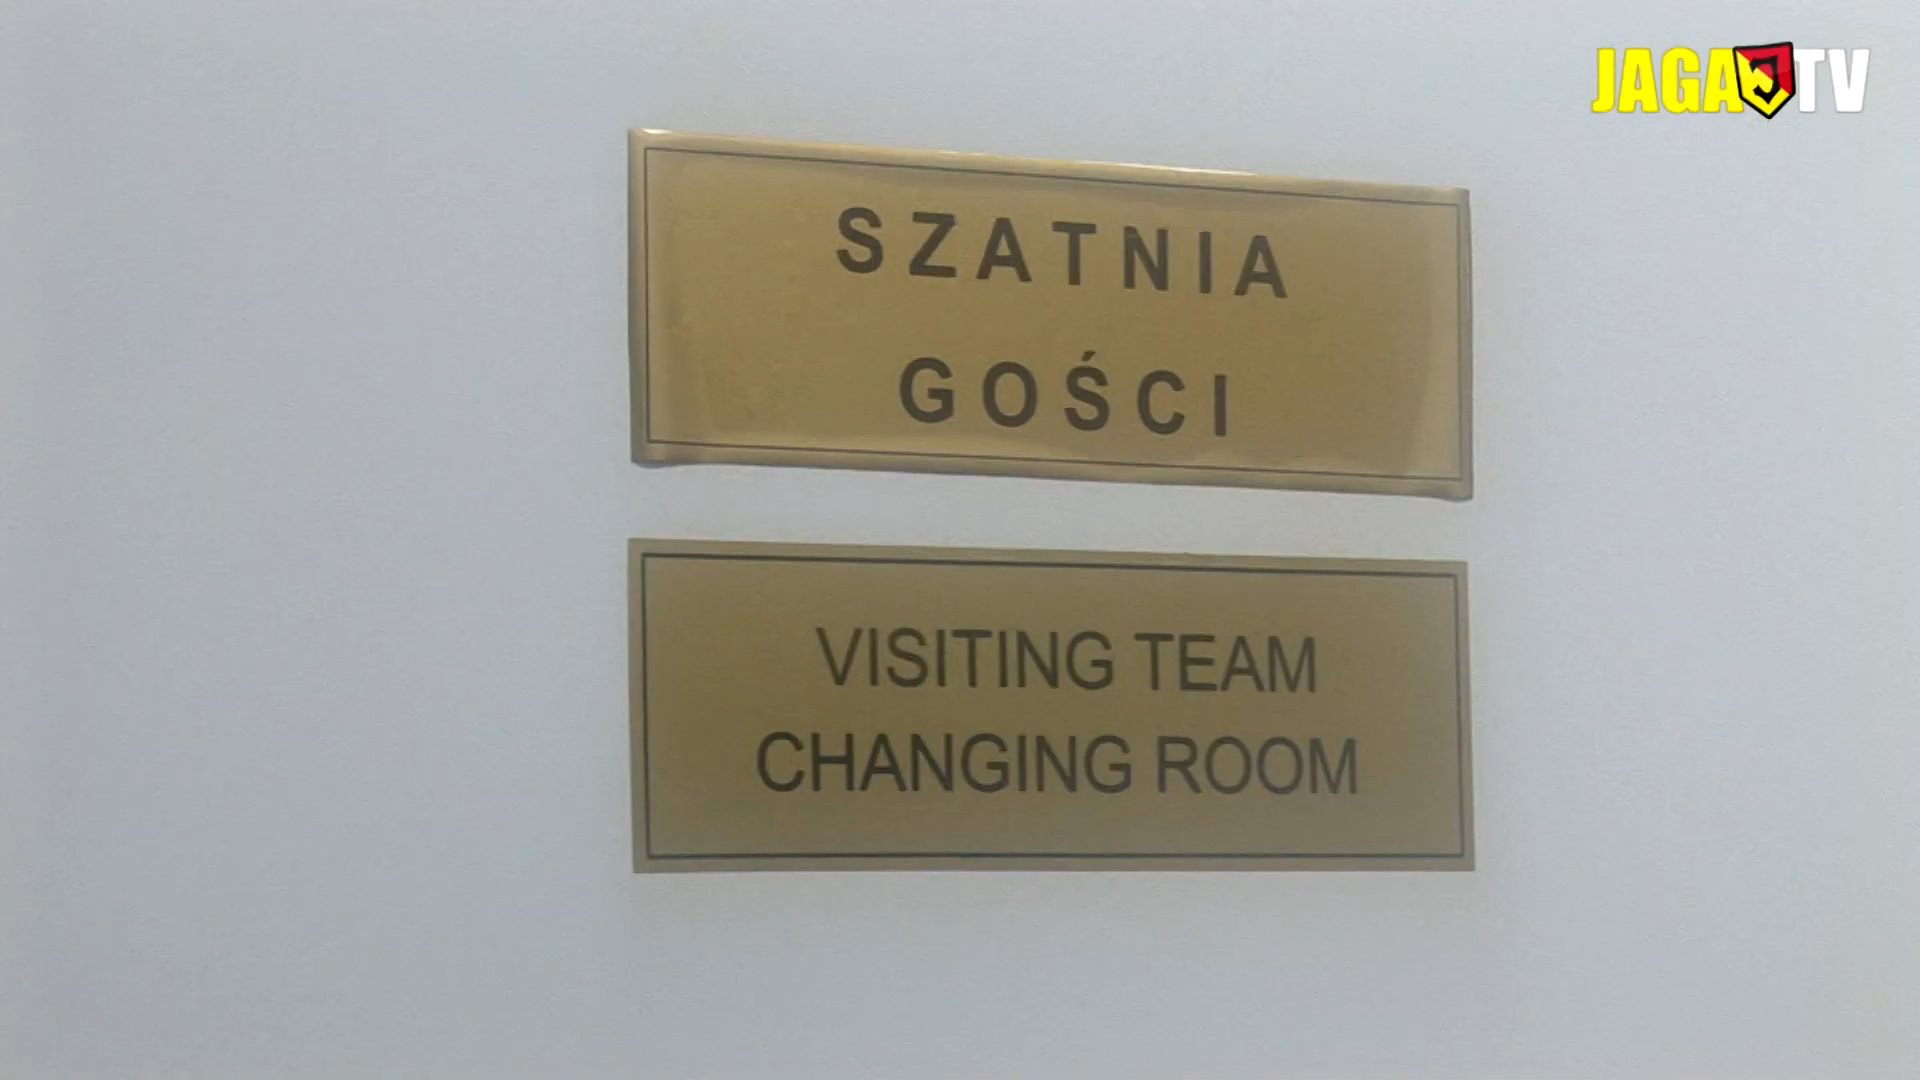 JAGA TV
SZATNIA
GOŚCI
VISITING TEAM
CHANGING ROOM